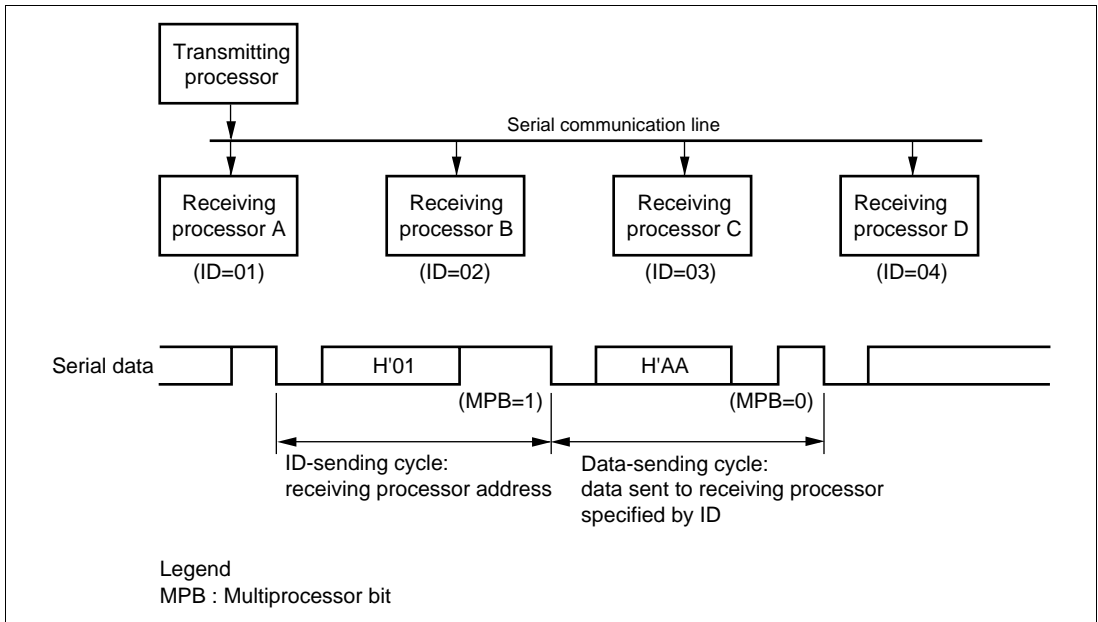 Transmitting
processor
Serial communication line
Receiving
processor A
Receiving
processor B
Receiving
processor C
Receiving
processor D
(ID=01)
(ID=02)
(ID=03)
(ID=04)
Serial data
H'01
H'AA
(MPB=1)
(MPB=0)
ID-sending cycle:
receiving processor address
Data-sending cycle:
data sent to receiving processor
specified by ID
Legend
MPB : Multiprocessor bit